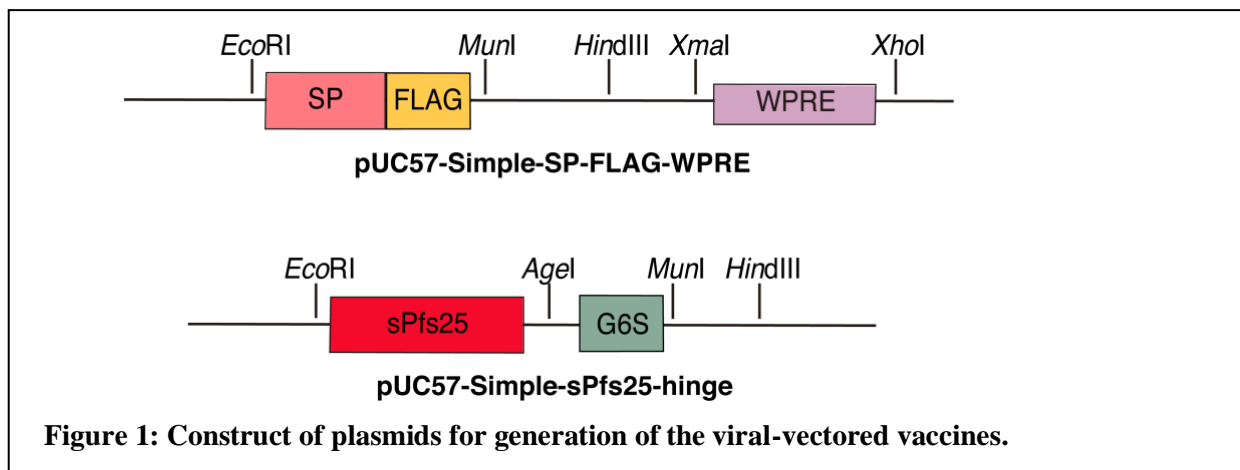 EcoRI MunI HindIII XmaI XhoI
SP FLAG WPRE
pUC57-Simple-SP-FLAG-WPRE
EcoRI AgeI MunI HindIII
sPfs25 G6S
pUC57-Simple-sPfs25-hinge
Figure 1: Construct of plasmids for generation of the viral-vectored vaccines.